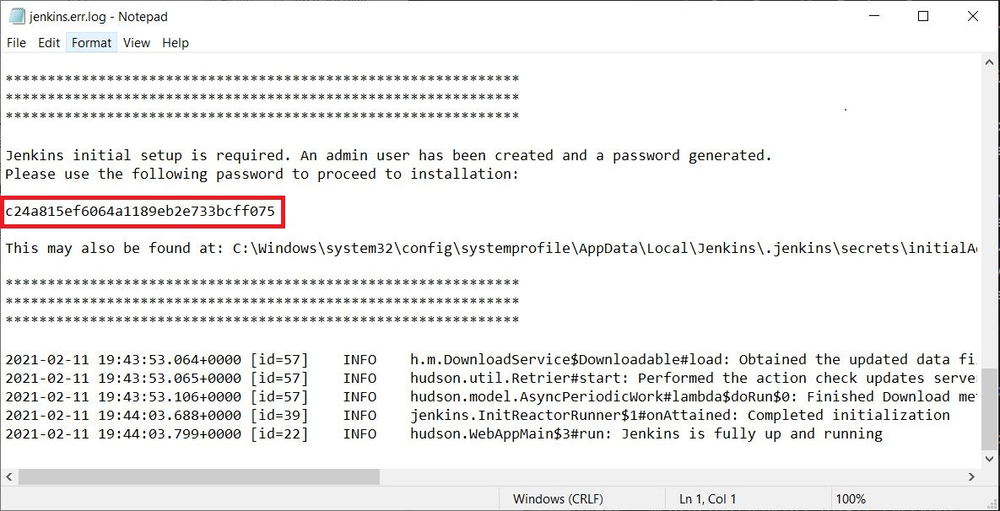 jenkins.err.log - Notepad
File Edit Format View Help
*************************************************************
*************************************************************
*************************************************************
Jenkins initial setup is required. An admin user has been created and a password generated.
Please use the following password to proceed to installation:
c24a815ef6064a1189eb2e733bcff075
This may also be found at: C:\Windows\system32\config\systemprofile\AppData\Local\Jenkins\.jenkins\secrets\initialAd
*************************************************************
*************************************************************
*************************************************************
2021-02-11 19:43:53.064+0000 [id=57] INFO h.m.DownloadService$Downloadable#load: Obtained the updated data fi
2021-02-11 19:43:53.065+0000 [id=57] INFO hudson.util.Retrier#start: Performed the action check updates serve
2021-02-11 19:43:53.106+0000 [id=57] INFO hudson.model.AsyncPeriodicWork#lambda$doRun$0: Finished Download me
2021-02-11 19:44:03.688+0000 [id=39] INFO jenkins.InitReactorRunner$1#onAttained: Completed initialization
2021-02-11 19:44:03.799+0000 [id=22] INFO hudson.WebAppMain$3#run: Jenkins is fully up and running
Windows (CRLF) Ln 1, Col 1 100%